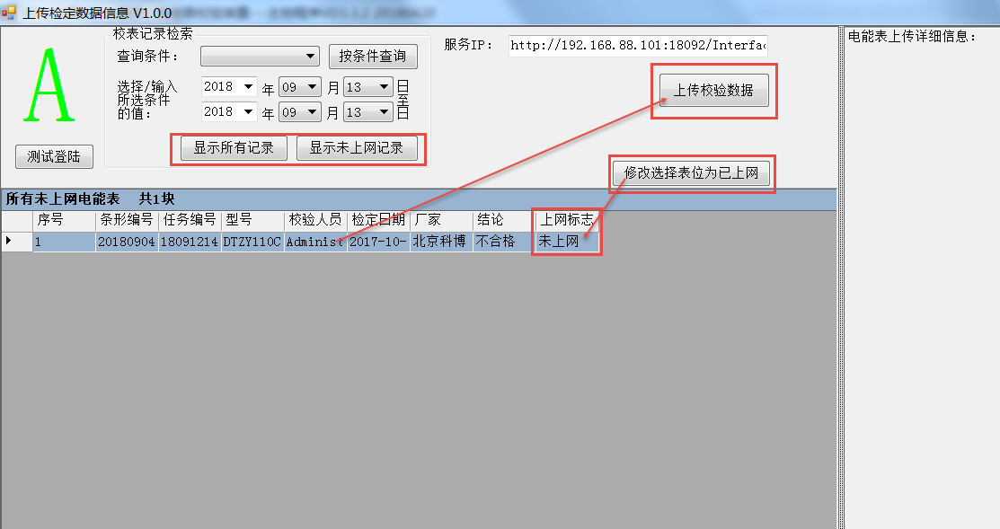 上传检定数据信息 V1.0.0
A
测试登陆
校表记录检索
查询条件：
按条件查询
选择/输入
所选条件
的值：
2018 年 09 月 13 日
至
2018 年 09 月 13 日
显示所有记录 显示未上网记录
服务IP： http://192.168.88.101:18092/Interfac
上传校验数据
修改选择表位为已上网
电能表上传详细信息：
所有未上网电能表 共1块
序号 条形编号 任务编号 型号 校验人员 检定日期 厂家 结论 上网标志
1 20180904 18091214 DTZY110C Administ 2017-10- 北京科博 不合格 未上网